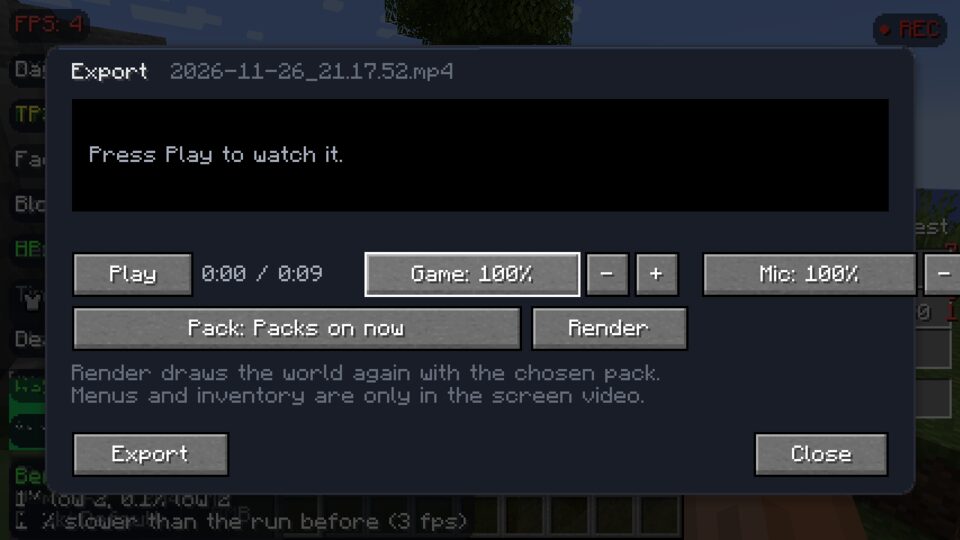 FPS: 4
REC
Export 2026-11-26_21.17.52.mp4
Press Play to watch it.
Play 0:00 / 0:09 Game: 100% - + Mic: 100% -
Pack: Packs on now Render
Render draws the world again with the chosen pack.
Menus and inventory are only in the screen video.
Export Close
slower than the run before (3 fps)